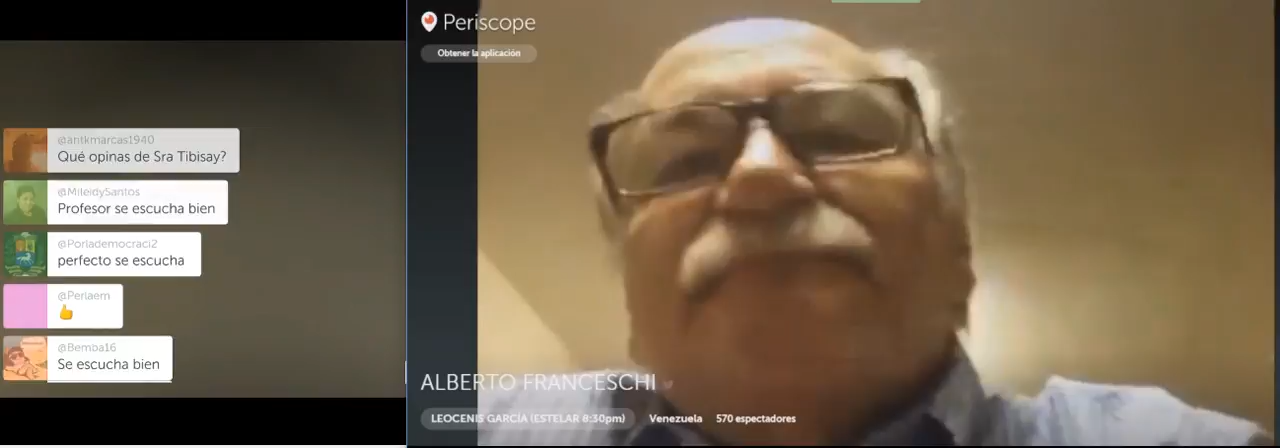 @antkmarcas1940
Qué opinas de Sra Tibisay?
@MileidySantos
Profesor se escucha bien
@Porlademocraci2
perfecto se escucha
@Perlaem
👍
@Bemba16
Se escucha bien
Periscope
Obtener la aplicación
ALBERTO FRANCESCHI
LEOCENIS GARCÍA (ESTELAR 8:30pm) Venezuela 570 espectadores